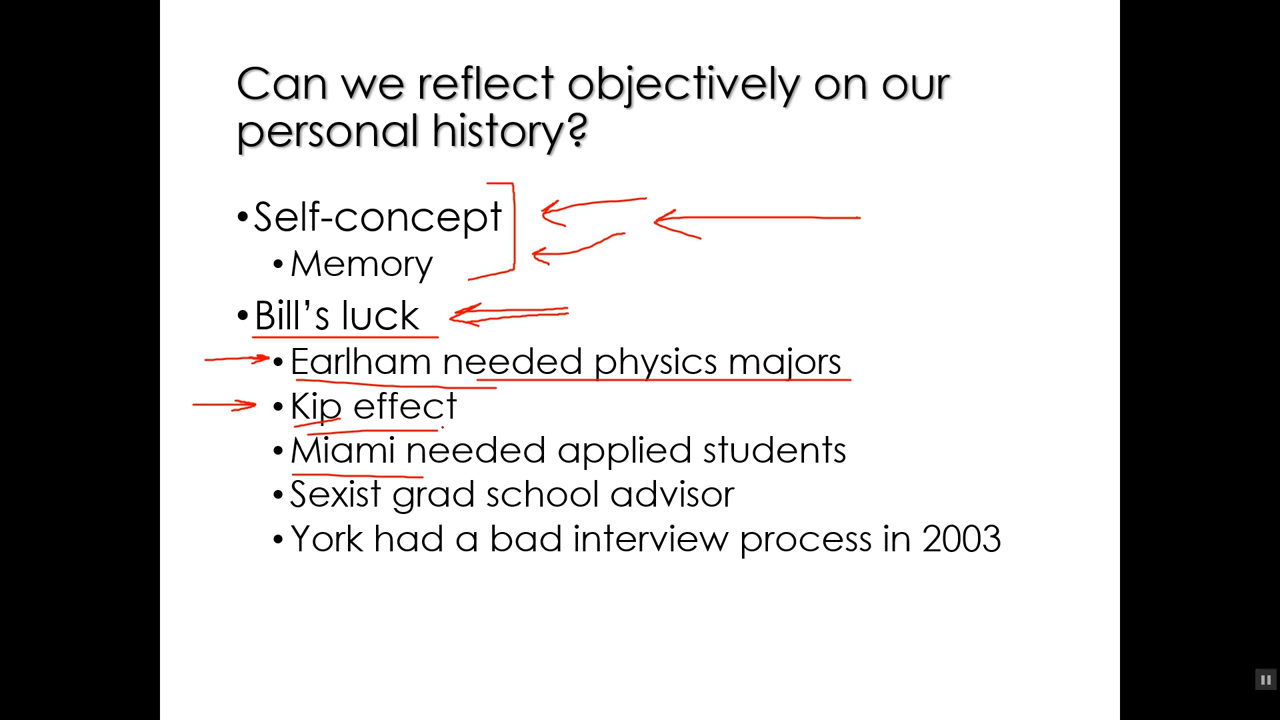 Can we reflect objectively on our
personal history?
•Self-concept
•Memory
•Bill’s luck
•Earlham needed physics majors
•Kip effect
•Miami needed applied students
•Sexist grad school advisor
•York had a bad interview process in 2003